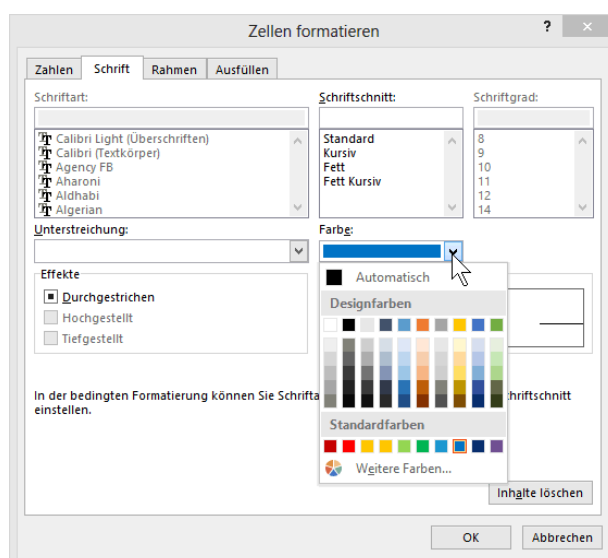 Zellen formatieren
?
Zahlen Schrift Rahmen Ausfüllen
Schriftart: Schriftschnitt: Schriftgrad:
Calibri Light (Überschriften) Standard 8
Calibri (Textkörper) Kursiv 9
Agency FB Fett 10
Aharoni Fett Kursiv 11
Aldhabi 12
Algerian 14
Unterstreichung: Farbe:
Automatisch
Effekte
Durchgestrichen
Hochgestellt
Tiefgestellt
Designfarben
In der bedingten Formatierung können Sie Schrifta hriftschnitt
einstellen.
Standardfarben
Weitere Farben...
Inhalte löschen
OK Abbrechen